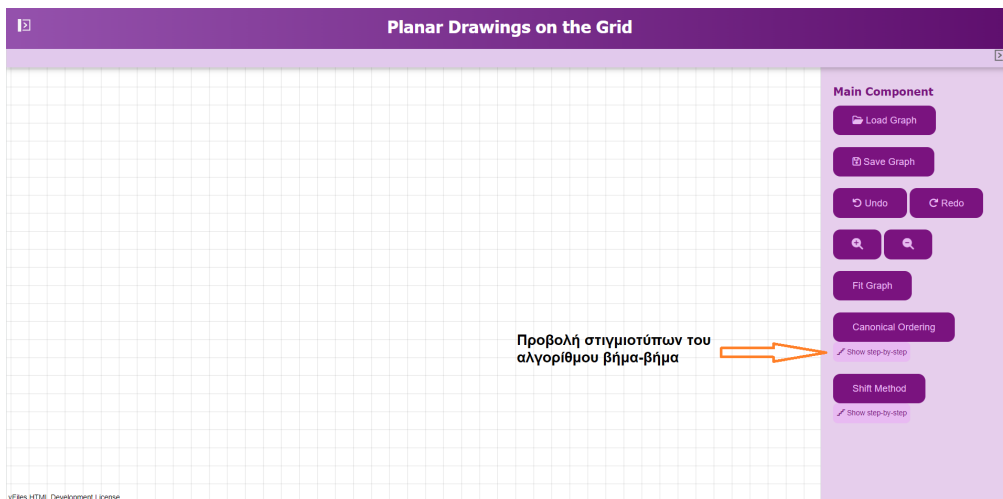 Planar Drawings on the Grid
Main Component
Load Graph
Save Graph
Undo Redo
Fit Graph
Canonical Ordering
Προβολή στιγμιοτύπων του
αλγορίθμου βήμα-βήμα
Show step-by-step
Shift Method
Show step-by-step
yFiles HTML Development License